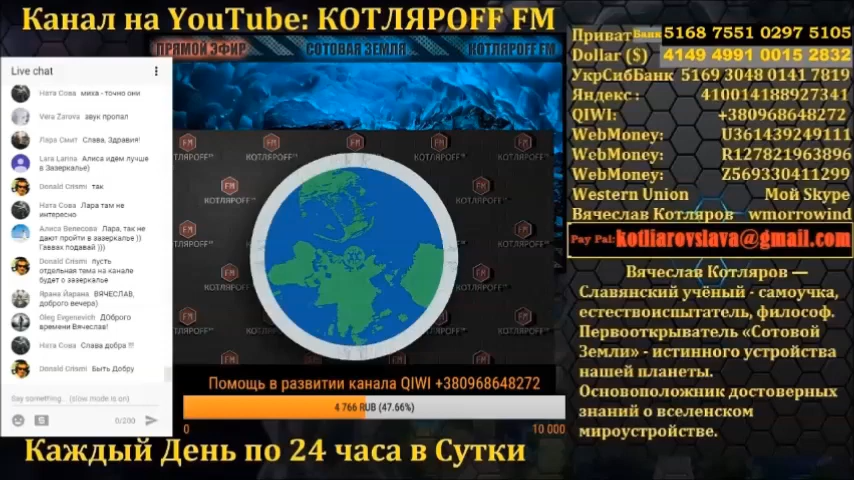 Канал на YouTube: КОТЛЯРОFF FM
ПРЯМОЙ ЭФИР
СОТОВАЯ ЗЕМЛЯ
КОТЛЯРОFF FM
Live chat
Ната Сова миха - точно они
Vera Zarova звук пропал
Лара Смит Слава, Здравия!
Lara Larina Алиса идём лучше
в Зазеркалье)
Donald Crismi так
Ната Сова Лара там не
интересно
Алиса Велесова Лара, так не
дают пройти в зазеркалье ))
Гаввах подавай )))
Donald Crismi пусть
отдельная тема на канале
будет о зазеркалье
Ярана Йарана ВЯЧЕСЛАВ,
доброго вечера)
Oleg Evgenevich Доброго
времени Вячеслав!
Ната Сова Слава добра !!!
Donald Crismi Быть Добру
Say something... (slow mode is on)
0/200
FM
КОТЛЯРОFF
Помощь в развитии канала QIWI +380968648272
4 766 RUB (47.66%)
0
10 000
Каждый День по 24 часа в Сутки
ПриватБанк 5168 7551 0297 5105
Dollar ($) 4149 4991 0015 2832
УкрСибБанк 5169 3048 0141 7819
Яндекс : 410014188927341
QIWI: +380968648272
WebMoney: U361439249111
WebMoney: R127821963896
WebMoney: Z569330411299
Western Union Мой Skype
Вячеслав Котляров wmorrowind
Pay Pal: kotliarovslava@gmail.com
Вячеслав Котляров —
Славянский учёный - самоучка,
естествоиспытатель, философ.
Первооткрыватель «Сотовой
Земли» - истинного устройства
нашей планеты.
Основоположник достоверных
знаний о вселенском
мироустройстве.